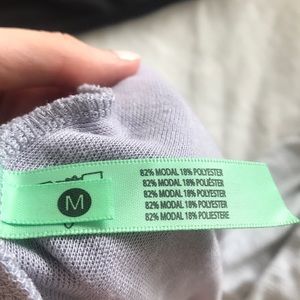 M
82% MODAL 18% POLYESTER
82% MODAL 18% POLIÉSTER
82% MODAL 18% POLYESTER
82% MODAL 18% POLYESTER
82% MODAL 18% POLIESTERE